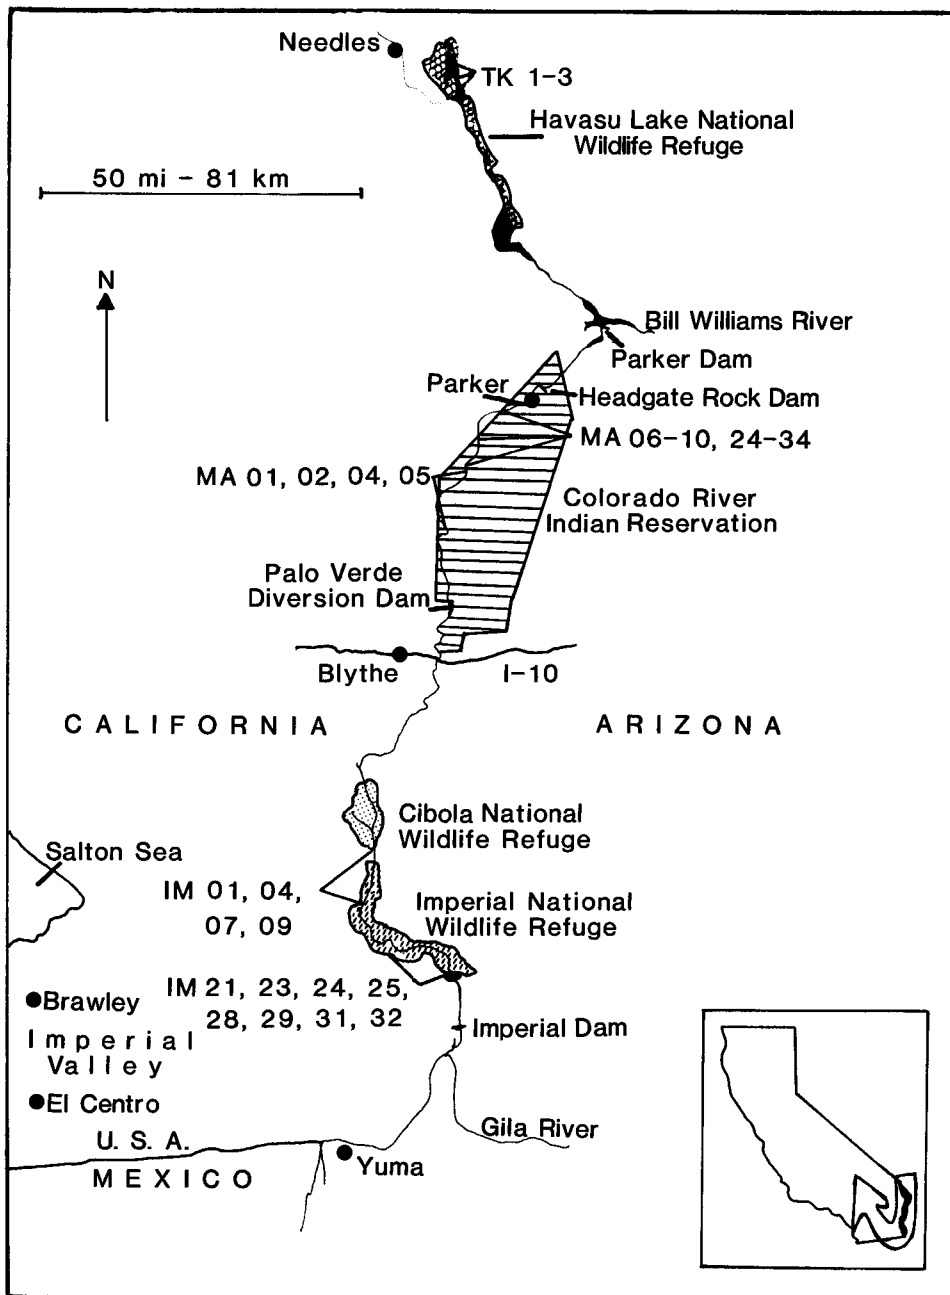 Needles
TK 1-3
Havasu Lake National
Wildlife Refuge
50 mi - 81 km
N
Bill Williams River
Parker Dam
Parker
Headgate Rock Dam
MA 06-10, 24-34
MA 01, 02, 04, 05
Colorado River
Indian Reservation
Palo Verde
Diversion Dam
Blythe
I-10
CALIFORNIA
ARIZONA
Cibola National
Wildlife Refuge
Salton Sea
IM 01, 04,
07, 09
Imperial National
Wildlife Refuge
IM 21, 23, 24, 25,
28, 29, 31, 32
Brawley
Imperial
Valley
Imperial Dam
El Centro
Gila River
U. S. A.
MEXICO
Yuma